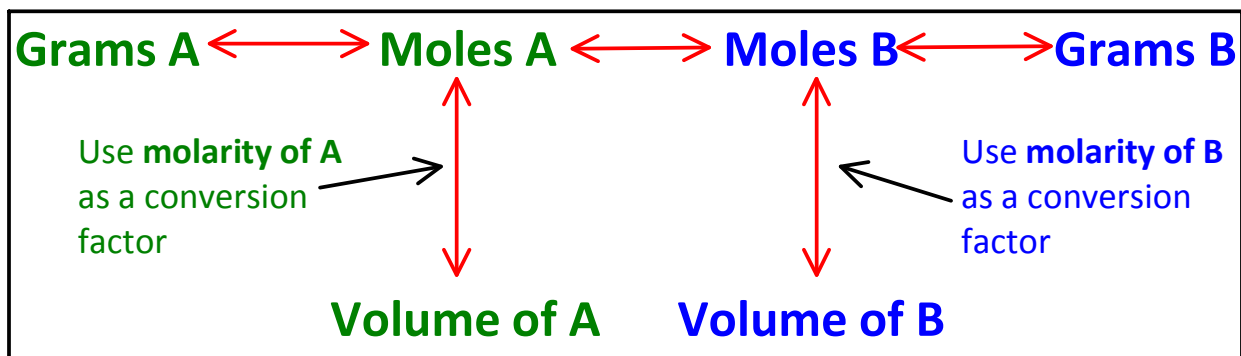 Grams A Moles A Moles B Grams B
Use molarity of A
as a conversion
factor
Use molarity of B
as a conversion
factor
Volume of A Volume of B